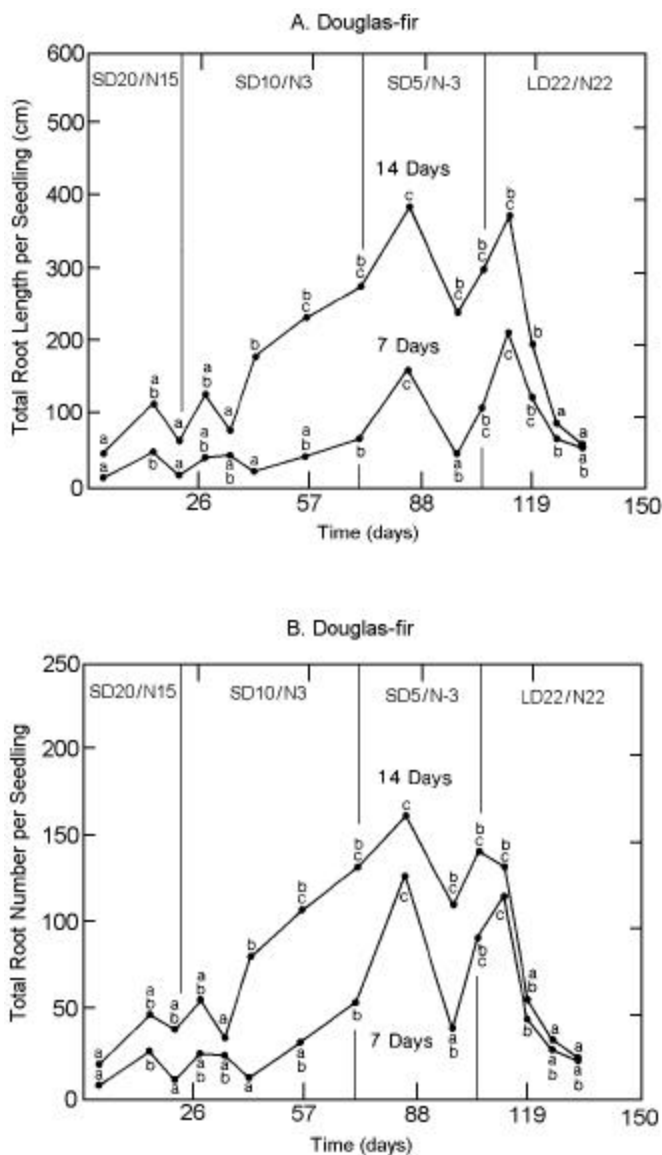 A. Douglas-fir
Total Root Length per Seedling (cm)
600
500
400
300
200
100
0
SD20/N15
SD10/N3
SD5/N-3
LD22/N22
14 Days
a
a
b
a
a
b
a
b
b
c
b
c
c
b
c
b
c
b
c
b
a
a
7 Days
a
b
a
a
b
a
b
a
a
b
b
c
a
b
b
c
c
b
c
b
a
b
26
57
88
119
150
Time (days)
B. Douglas-fir
Total Root Number per Seedling
250
200
150
100
50
0
SD20/N15
SD10/N3
SD5/N-3
LD22/N22
14 Days
a
a
b
a
b
a
b
a
b
b
c
b
c
c
b
c
b
c
b
c
a
b
a
a
7 Days
a
b
a
a
b
a
b
a
a
b
b
c
a
b
b
c
c
b
a
b
a
b
26
57
88
119
150
Time (days)